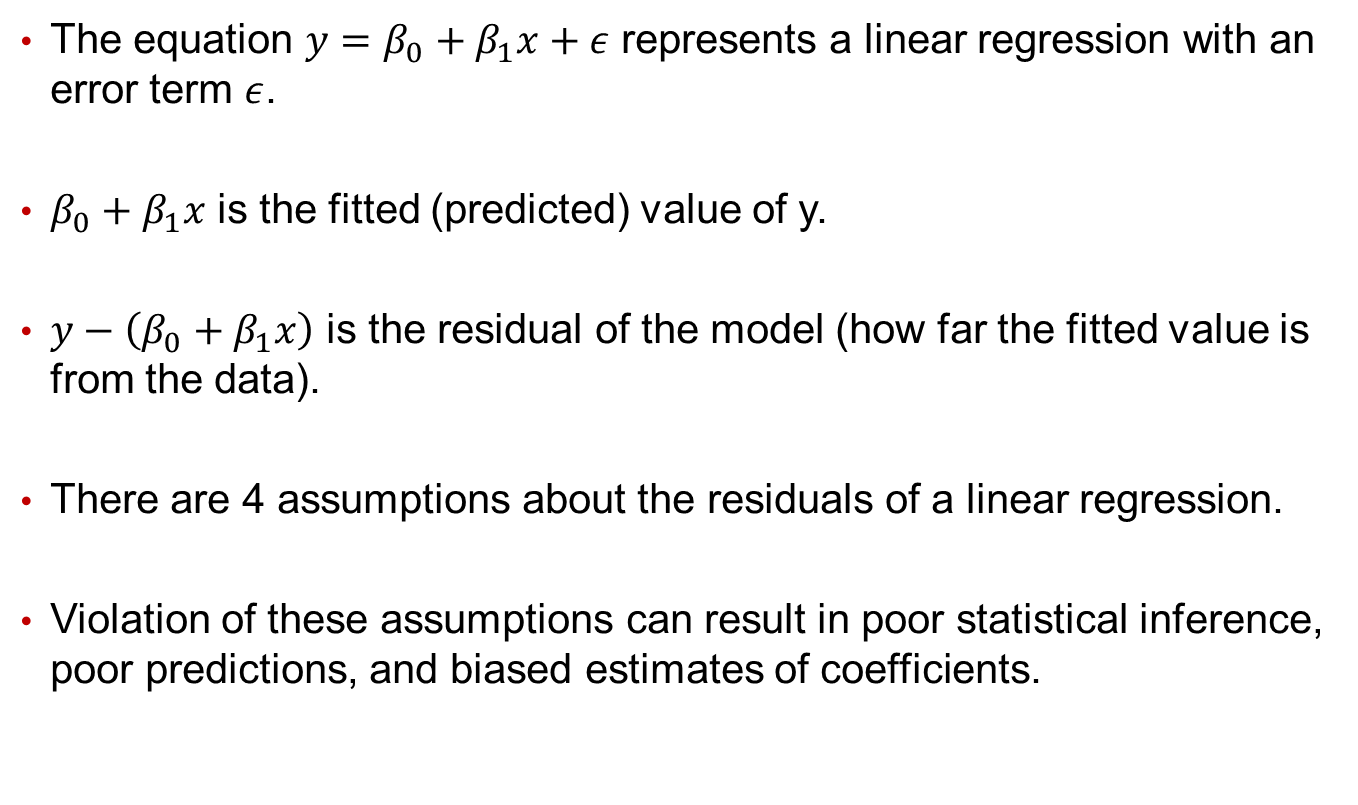 • The equation 𝑦 = 𝛽₀ + 𝛽₁𝑥 + 𝜖 represents a linear regression with an
error term 𝜖.
• 𝛽₀ + 𝛽₁𝑥 is the fitted (predicted) value of y.
• 𝑦 − (𝛽₀ + 𝛽₁𝑥) is the residual of the model (how far the fitted value is
from the data).
• There are 4 assumptions about the residuals of a linear regression.
• Violation of these assumptions can result in poor statistical inference,
poor predictions, and biased estimates of coefficients.